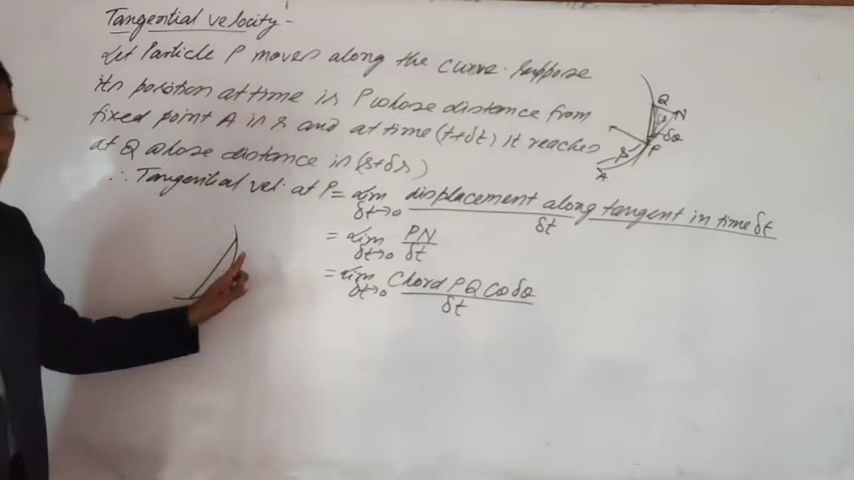 Tangential velocity-
Let Particle P moves along the curve. Suppose
its position at time is P whose distance from
fixed point A is s and at time (t+δt) it reaches
at Q whose distance is (s+δs)
∴ Tangential vel. at P = lim δt→0 displacement along tangent in time δt / δt
= lim δt→0 PN / δt
= lim δt→0 Chord PQ Cos δθ / δt
Q
N
δθ
P
s
A